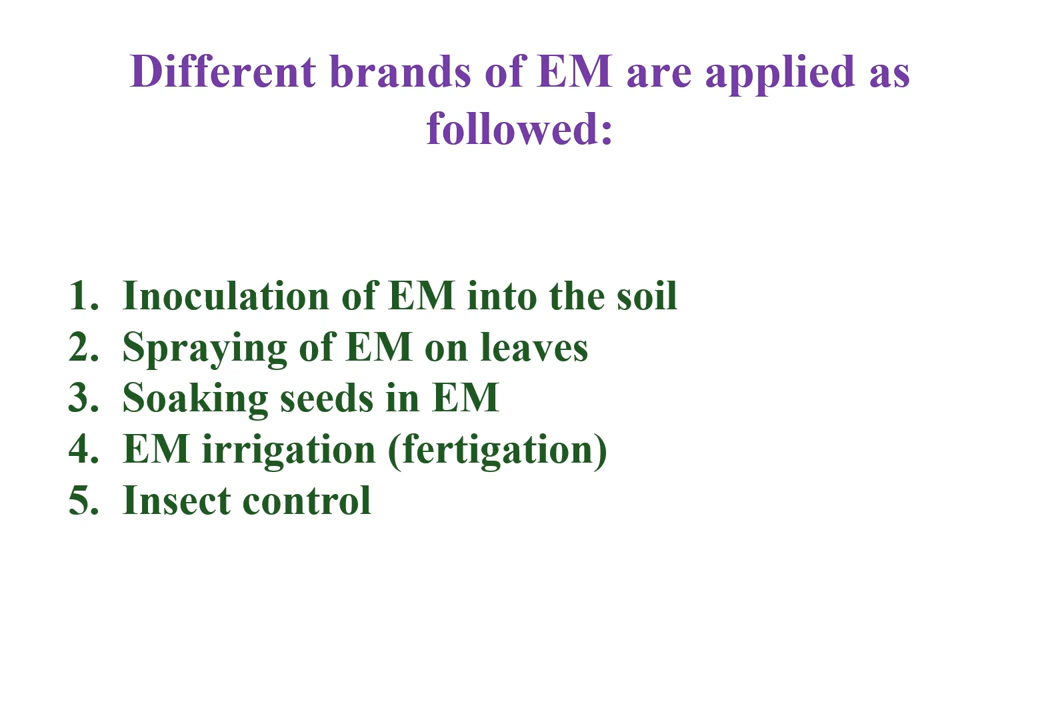 Different brands of EM are applied as
followed:
1. Inoculation of EM into the soil
2. Spraying of EM on leaves
3. Soaking seeds in EM
4. EM irrigation (fertigation)
5. Insect control